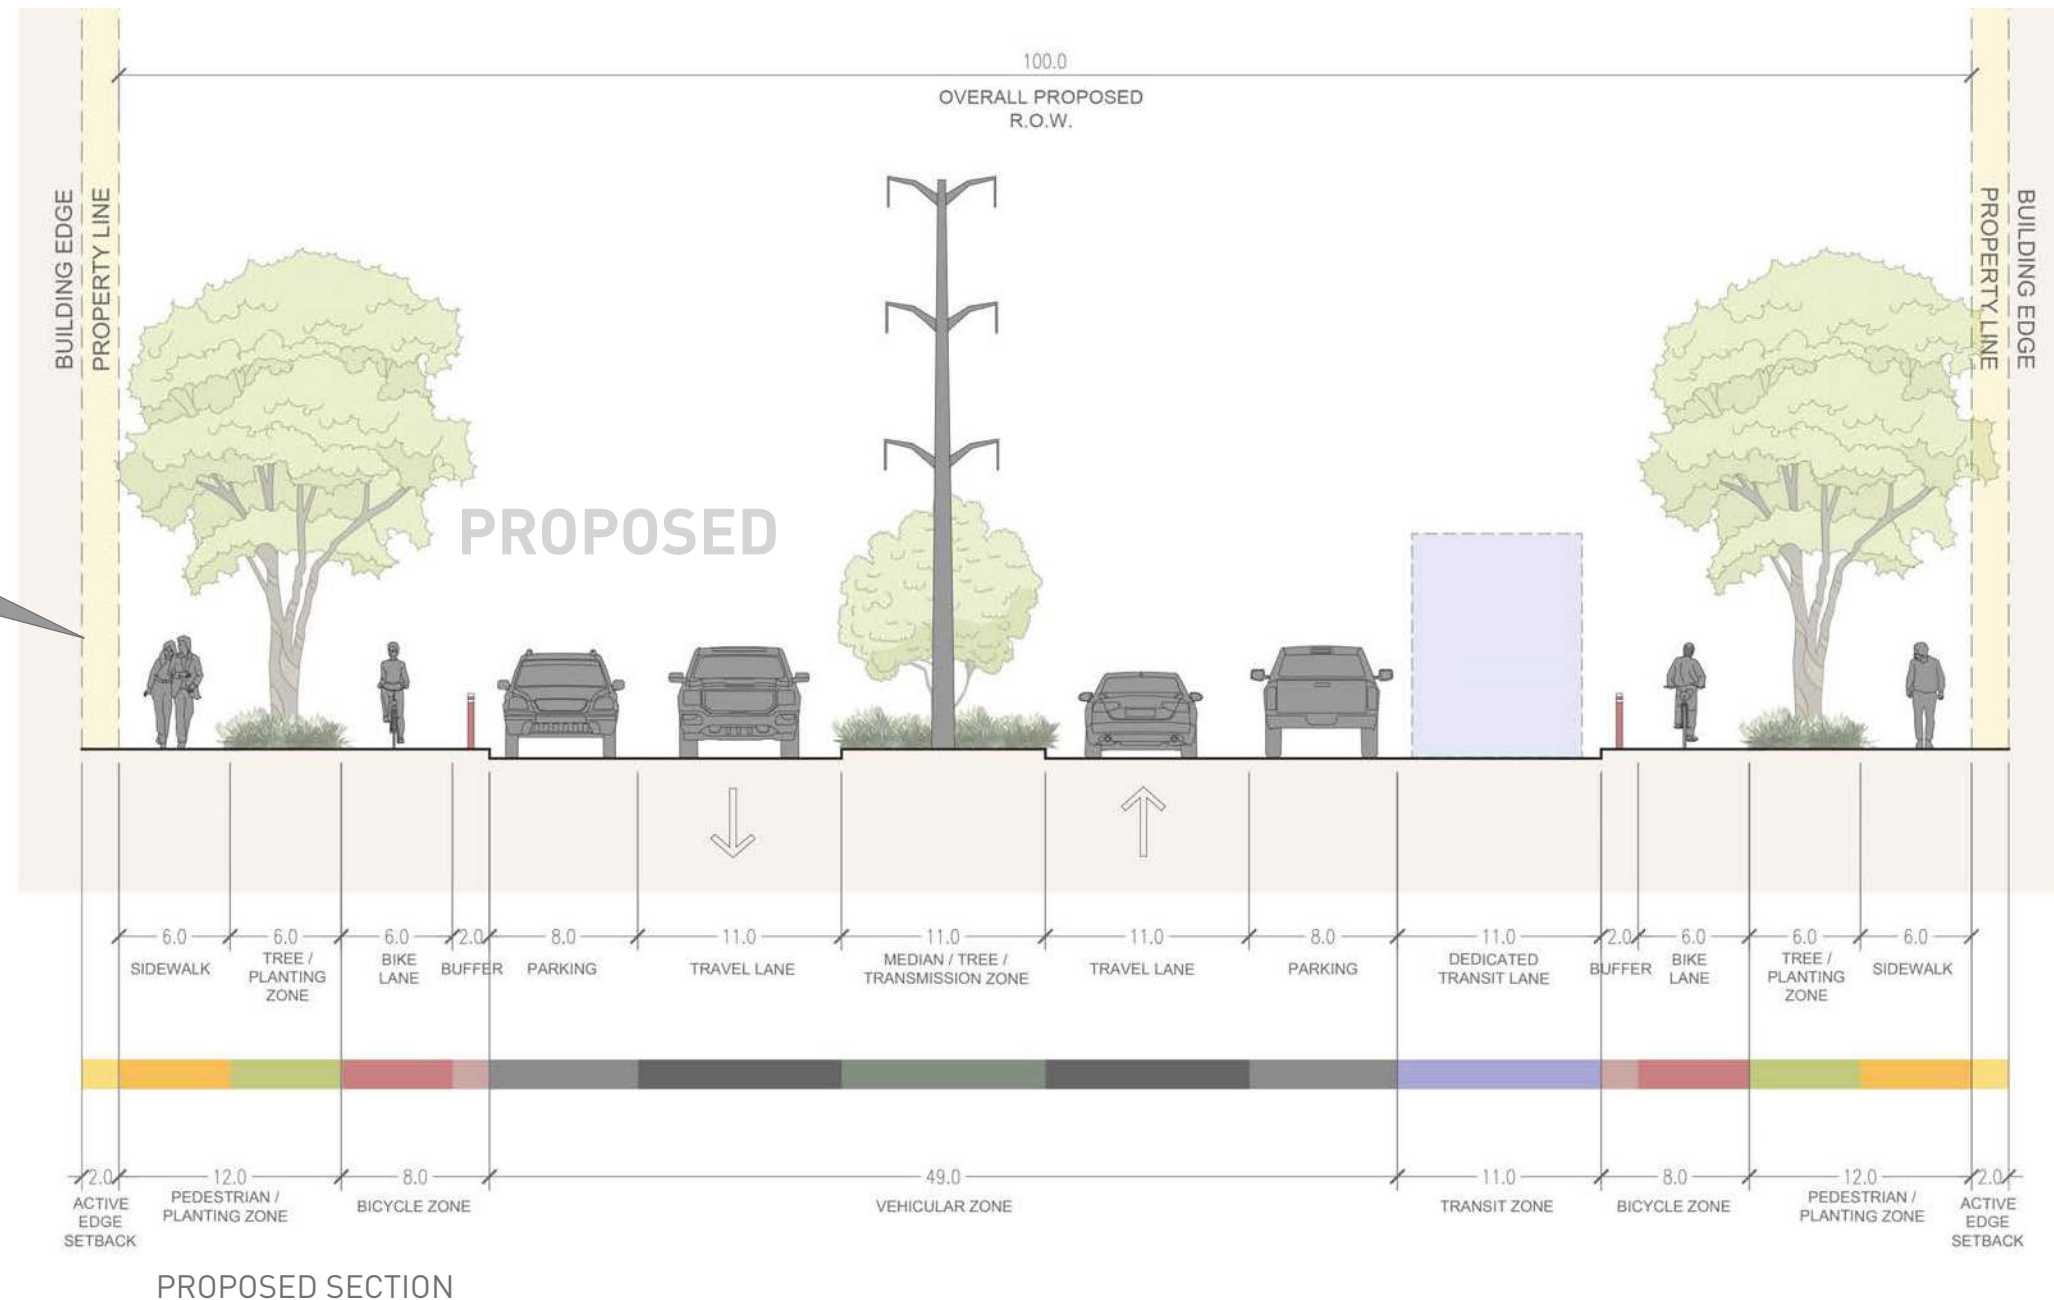 100.0
OVERALL PROPOSED
R.O.W.
BUILDING EDGE
PROPERTY LINE
PROPERTY LINE
BUILDING EDGE
PROPOSED
6.0
6.0
6.0
2.0
8.0
11.0
11.0
11.0
8.0
11.0
2.0
6.0
6.0
6.0
SIDEWALK
TREE /
PLANTING
ZONE
BIKE
LANE
BUFFER
PARKING
TRAVEL LANE
MEDIAN / TREE /
TRANSMISSION ZONE
TRAVEL LANE
PARKING
DEDICATED
TRANSIT LANE
BUFFER
BIKE
LANE
TREE /
PLANTING
ZONE
SIDEWALK
2.0
12.0
8.0
49.0
11.0
8.0
12.0
2.0
ACTIVE
EDGE
SETBACK
PEDESTRIAN /
PLANTING ZONE
BICYCLE ZONE
VEHICULAR ZONE
TRANSIT ZONE
BICYCLE ZONE
PEDESTRIAN /
PLANTING ZONE
ACTIVE
EDGE
SETBACK
PROPOSED SECTION